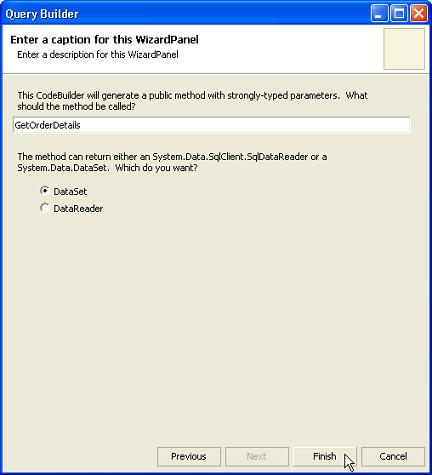 Query Builder
Enter a caption for this WizardPanel
Enter a description for this WizardPanel
This CodeBuilder will generate a public method with strongly-typed parameters. What
should the method be called?
GetOrderDetails
The method can return either an System.Data.SqlClient.SqlDataReader or a
System.Data.DataSet. Which do you want?
DataSet
DataReader
Previous Next Finish Cancel